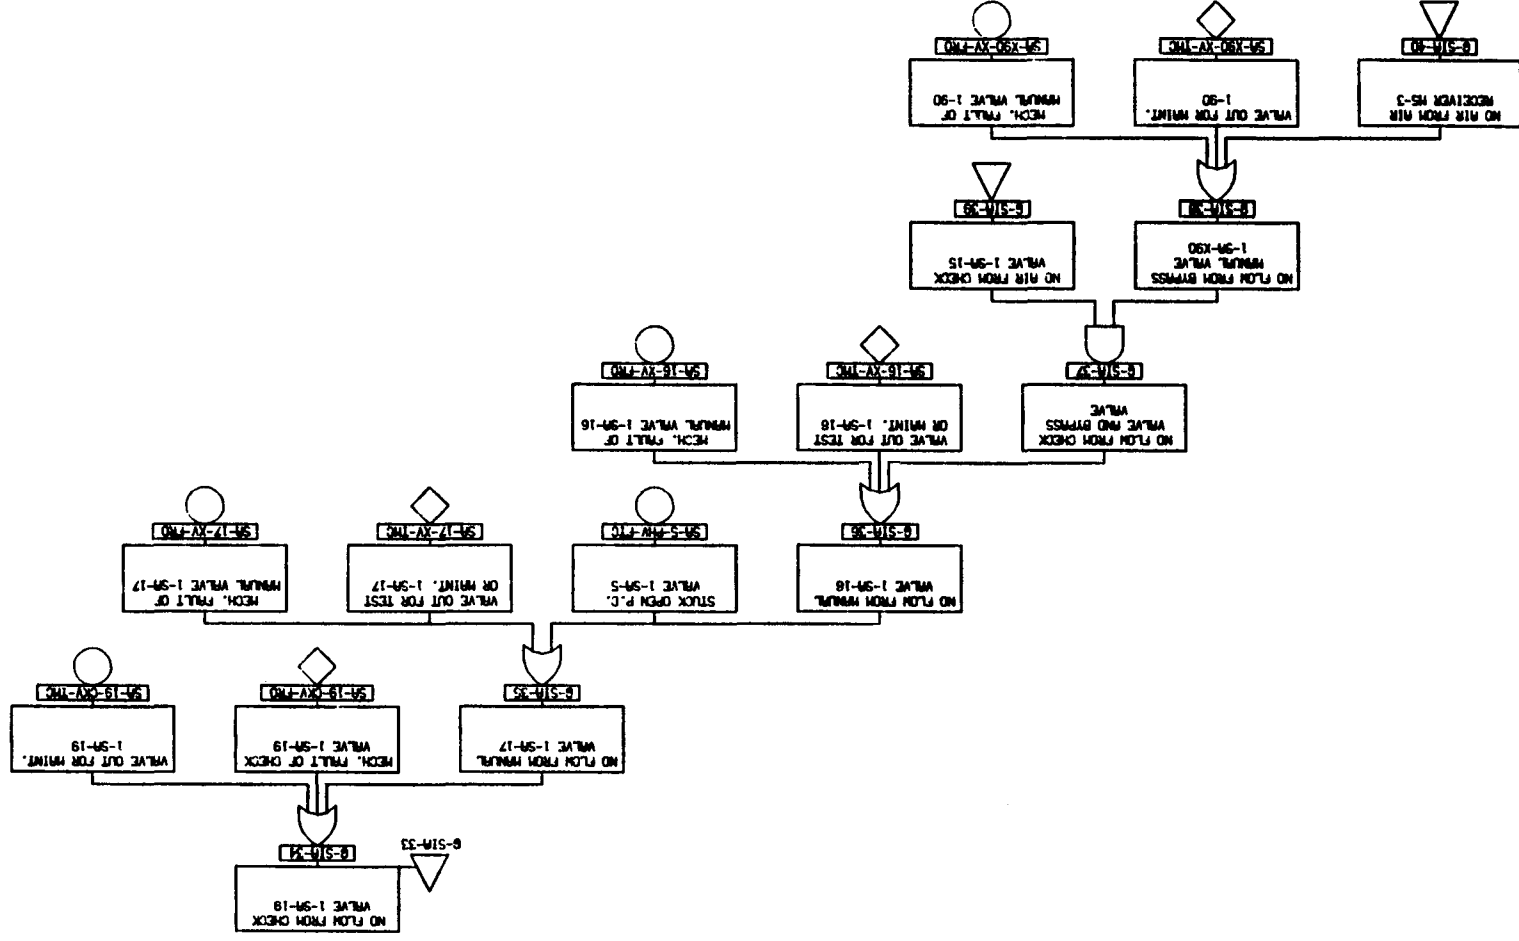 NO FLOW FROM CHECK
VALVE 1-SA-19
G-SIA-33
G-SIA-34
NO FLOW FROM MANUAL
VALVE 1-SA-17
G-SIA-35
MECH. FAULT OF CHECK
VALVE 1-SA-19
SA-19-CKV-FRO
VALVE OUT FOR MAINT.
1-SA-19
SA-19-CKV-TMC
NO FLOW FROM MANUAL
VALVE 1-SA-16
G-SIA-36
STUCK OPEN P.C.
VALVE 1-SA-5
SA-5-PHV-FTC
VALVE OUT FOR TEST
OR MAINT. 1-SA-17
SA-17-XV-TMC
MECH. FAULT OF
MANUAL VALVE 1-SA-17
SA-17-XV-FRO
NO FLOW FROM CHECK
VALVE AND BYPASS
VALVE
G-SIA-37
VALVE OUT FOR TEST
OR MAINT. 1-SA-16
SA-16-XV-TMC
MECH. FAULT OF
MANUAL VALVE 1-SA-16
SA-16-XV-FRO
NO FLOW FROM BYPASS
MANUAL VALVE
1-SA-X90
G-SIA-38
NO AIR FROM CHECK
VALVE 1-SA-15
G-SIA-39
NO AIR FROM AIR
RECEIVER MS-3
G-SIA-40
VALVE OUT FOR MAINT.
1-90
SA-X90-XV-TMC
MECH. FAULT OF
MANUAL VALVE 1-90
SA-X90-XV-FRO